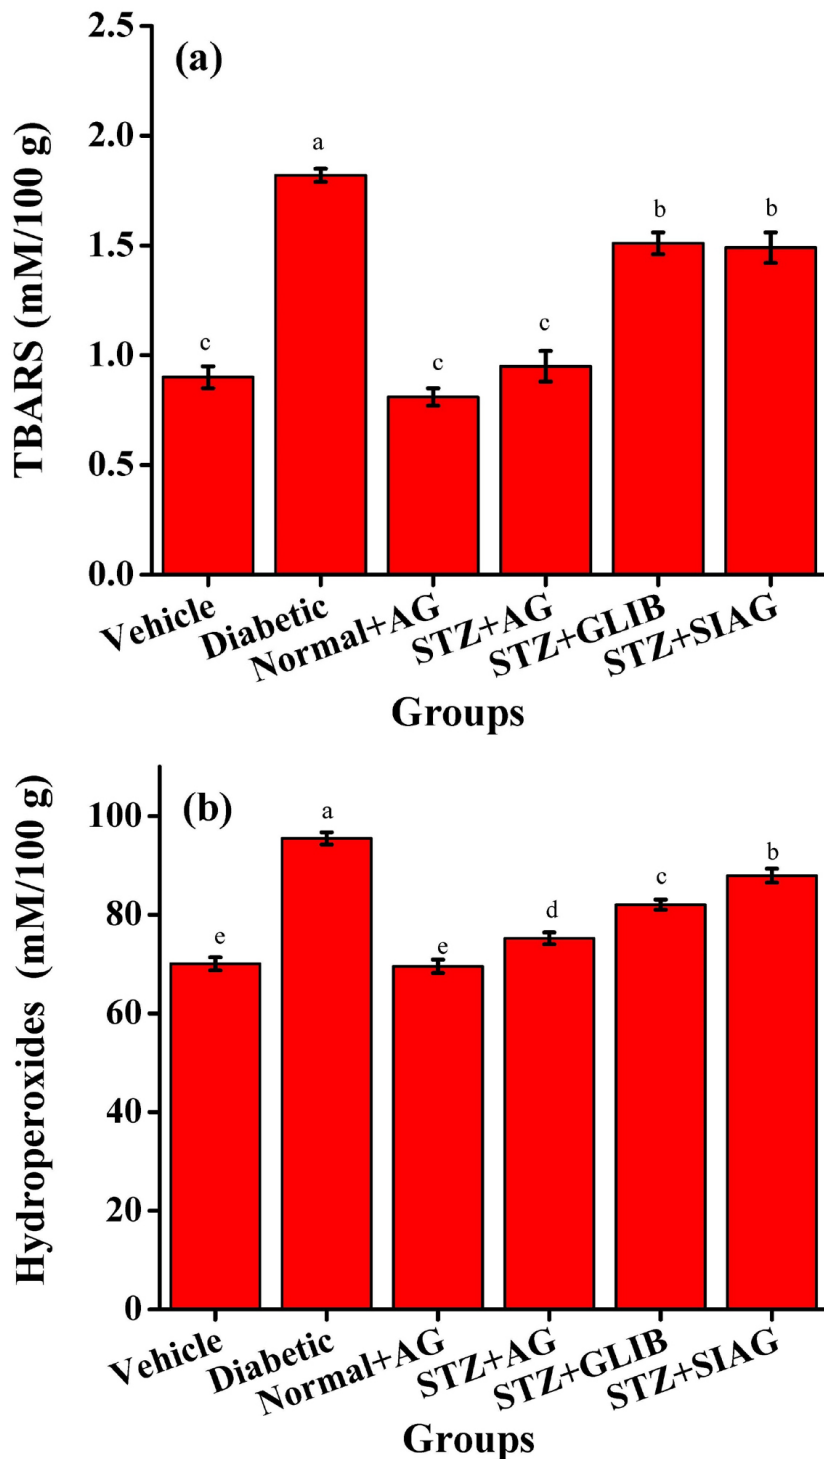 (a)
TBARS (mM/100 g)
2.5
2.0
1.5
1.0
0.5
0.0
c
a
c
c
b
b
Vehicle
Diabetic
Normal+AG
STZ+AG
STZ+GLIB
STZ+SIAG
Groups
(b)
Hydroperoxides (mM/100 g)
100
80
60
40
20
0
e
a
e
d
c
b
Vehicle
Diabetic
Normal+AG
STZ+AG
STZ+GLIB
STZ+SIAG
Groups